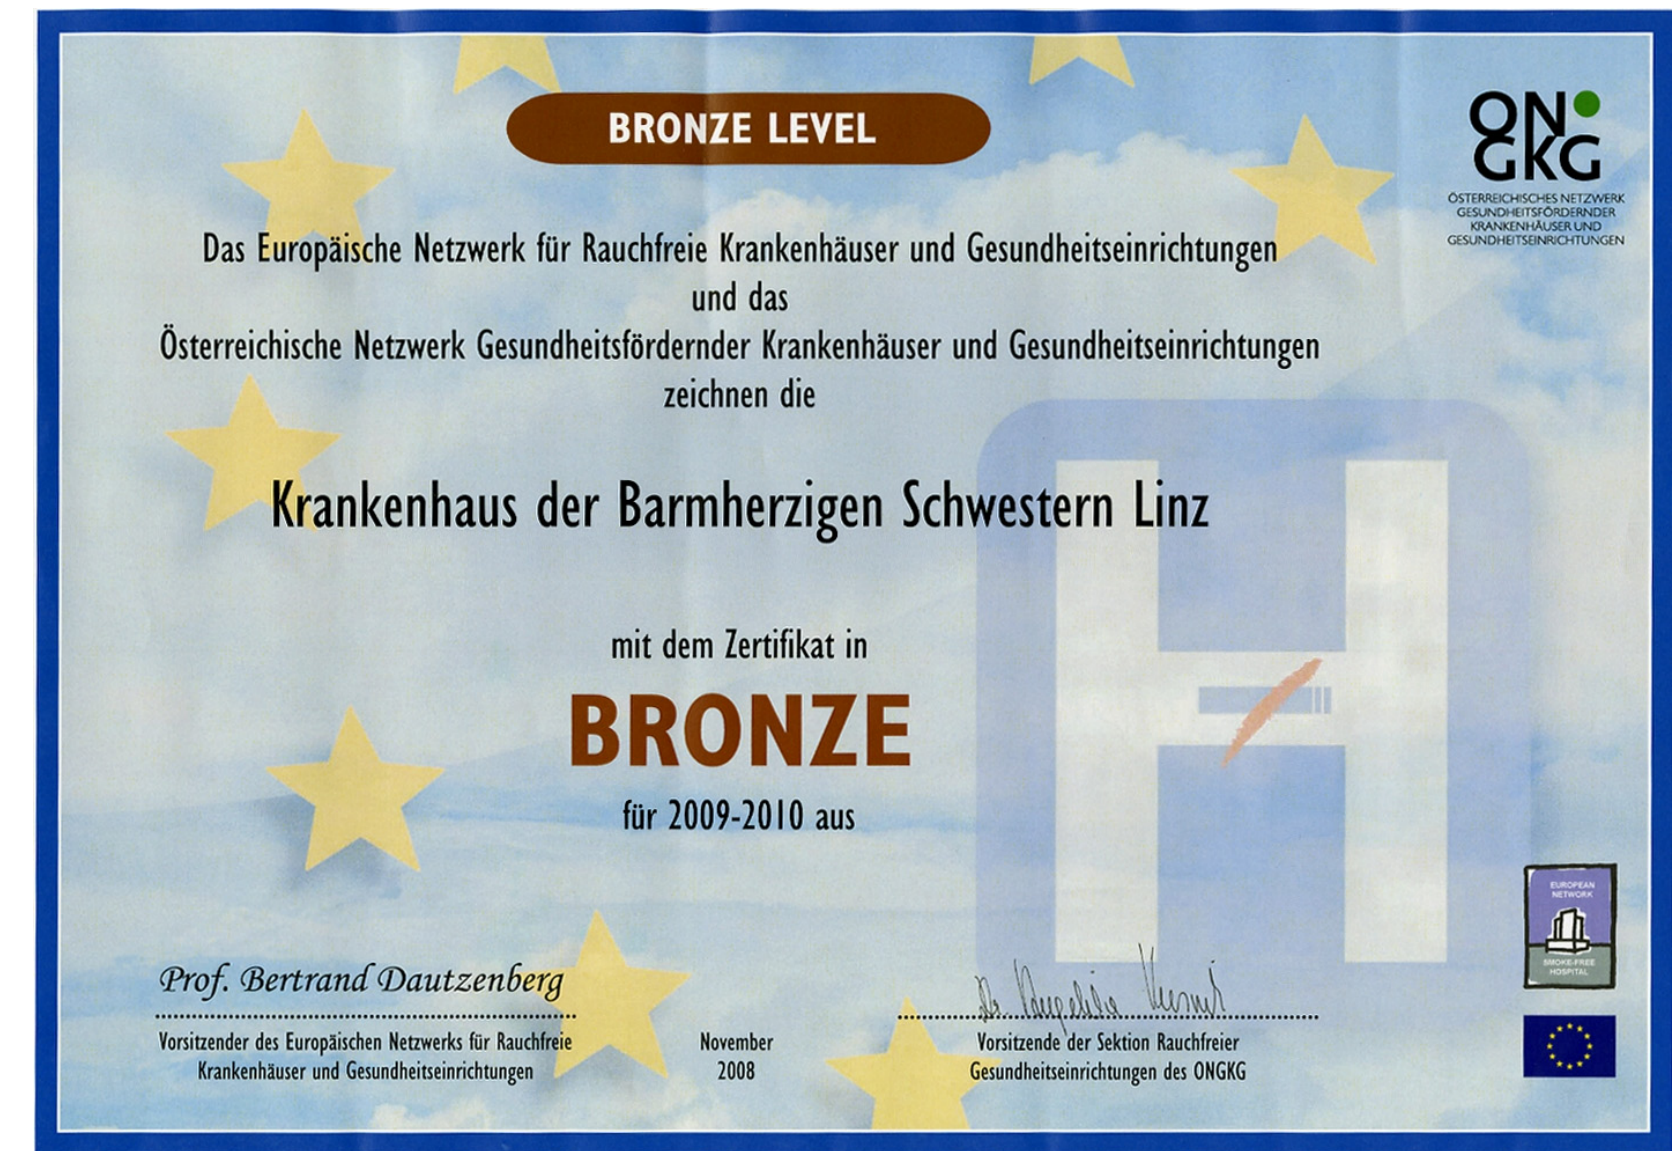 BRONZE LEVEL
ON
GKG
ÖSTERREICHISCHES NETZWERK
GESUNDHEITSFÖRDERNDER
KRANKENHÄUSER UND
GESUNDHEITSEINRICHTUNGEN
Das Europäische Netzwerk für Rauchfreie Krankenhäuser und Gesundheitseinrichtungen
und das
Österreichische Netzwerk Gesundheitsfördernder Krankenhäuser und Gesundheitseinrichtungen
zeichnen die
Krankenhaus der Barmherzigen Schwestern Linz
mit dem Zertifikat in
BRONZE
für 2009-2010 aus
H
EUROPEAN
NETWORK
SMOKE-FREE
HOSPITAL
Prof. Bertrand Dautzenberg
Vorsitzender des Europäischen Netzwerks für Rauchfreie
Krankenhäuser und Gesundheitseinrichtungen
November
2008
Dr.
Vorsitzende der Sektion Rauchfreier
Gesundheitseinrichtungen des ONGKG